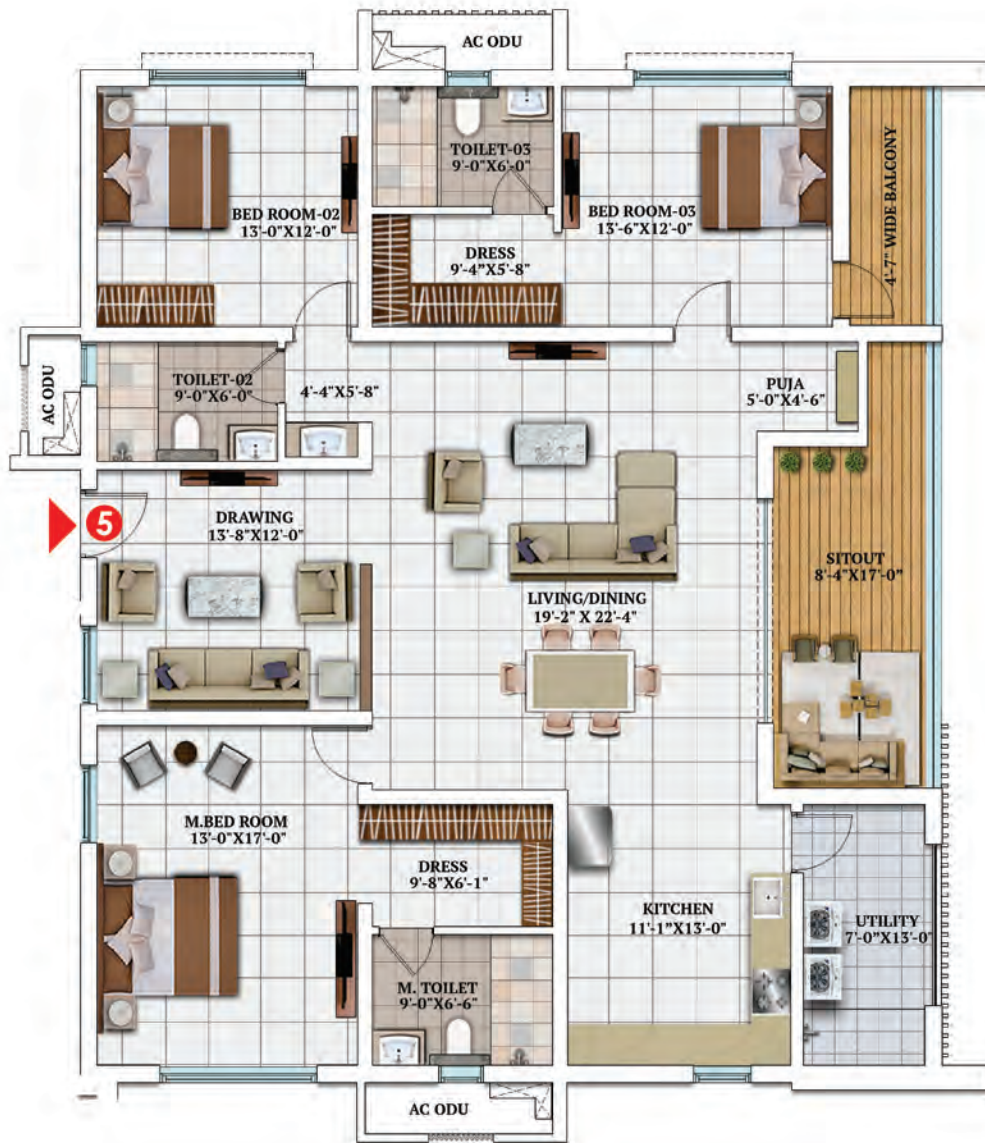 AC ODU
TOILET-03
9'-0"X6'-0"
BED ROOM-02
13'-0"X12'-0"
BED ROOM-03
13'-6"X12'-0"
4'-7" WIDE BALCONY
DRESS
9'-4"X5'-8"
AC ODU
TOILET-02
9'-0"X6'-0"
4'-4"X5'-8"
PUJA
5'-0"X4'-6"
5
DRAWING
13'-8"X12'-0"
SITOUT
8'-4"X17'-0"
LIVING/DINING
19'-2" X 22'-4"
M.BED ROOM
13'-0"X17'-0"
DRESS
9'-8"X6'-1"
KITCHEN
11'-1"X13'-0"
UTILITY
7'-0"X13'-0"
M. TOILET
9'-0"X6'-6"
AC ODU